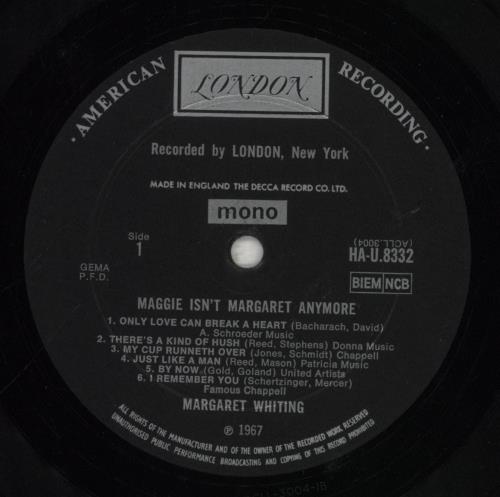 · AMERICAN RECORDING ·
LONDON
Recorded by LONDON, New York
MADE IN ENGLAND THE DECCA RECORD CO. LTD.
mono
Side
1
GEMA
P.F.D.
(ACLL.3004)
HA-U.8332
BIEM NCB
MAGGIE ISN'T MARGARET ANYMORE
1. ONLY LOVE CAN BREAK A HEART (Bacharach, David)
A. Schroeder Music
2. THERE'S A KIND OF HUSH (Reed, Stephens) Donna Music
3. MY CUP RUNNETH OVER (Jones, Schmidt) Chappell
4. JUST LIKE A MAN (Reed, Mason) Patricia Music
5. BY NOW (Gold, Goland) United Artists
6. I REMEMBER YOU (Schertzinger, Mercer)
Famous Chappell
MARGARET WHITING
℗ 1967
ALL RIGHTS OF THE MANUFACTURER AND OF THE OWNER OF THE RECORDED WORK RESERVED
UNAUTHORISED PUBLIC PERFORMANCE BROADCASTING AND COPYING OF THIS RECORD PROHIBITED